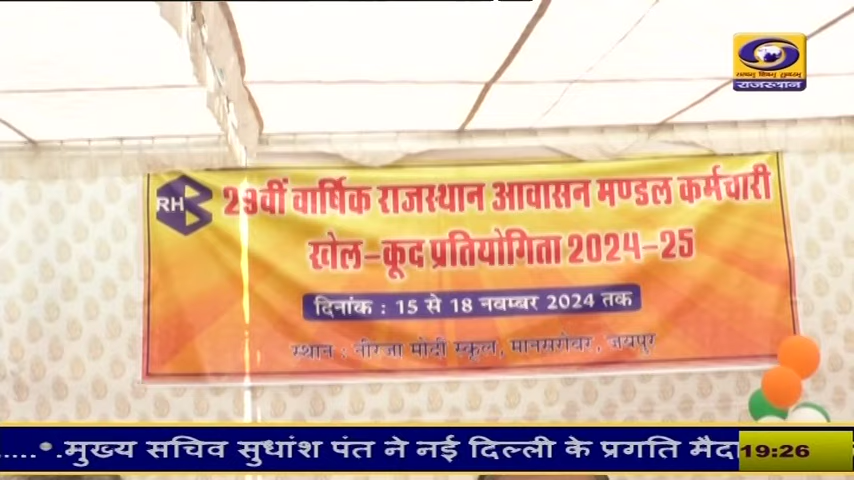 सत्यम् शिवम् सुन्दरम्
राजस्थान
RHB
29वीं वार्षिक राजस्थान आवासन मण्डल कर्मचारी
खेल-कूद प्रतियोगिता 2024-25
दिनांक : 15 से 18 नवम्बर 2024 तक
स्थान : नीरजा मोदी स्कूल, मानसरोवर, जयपुर
.....*.मुख्य सचिव सुधांश पंत ने नई दिल्ली के प्रगति मैदा
19:26